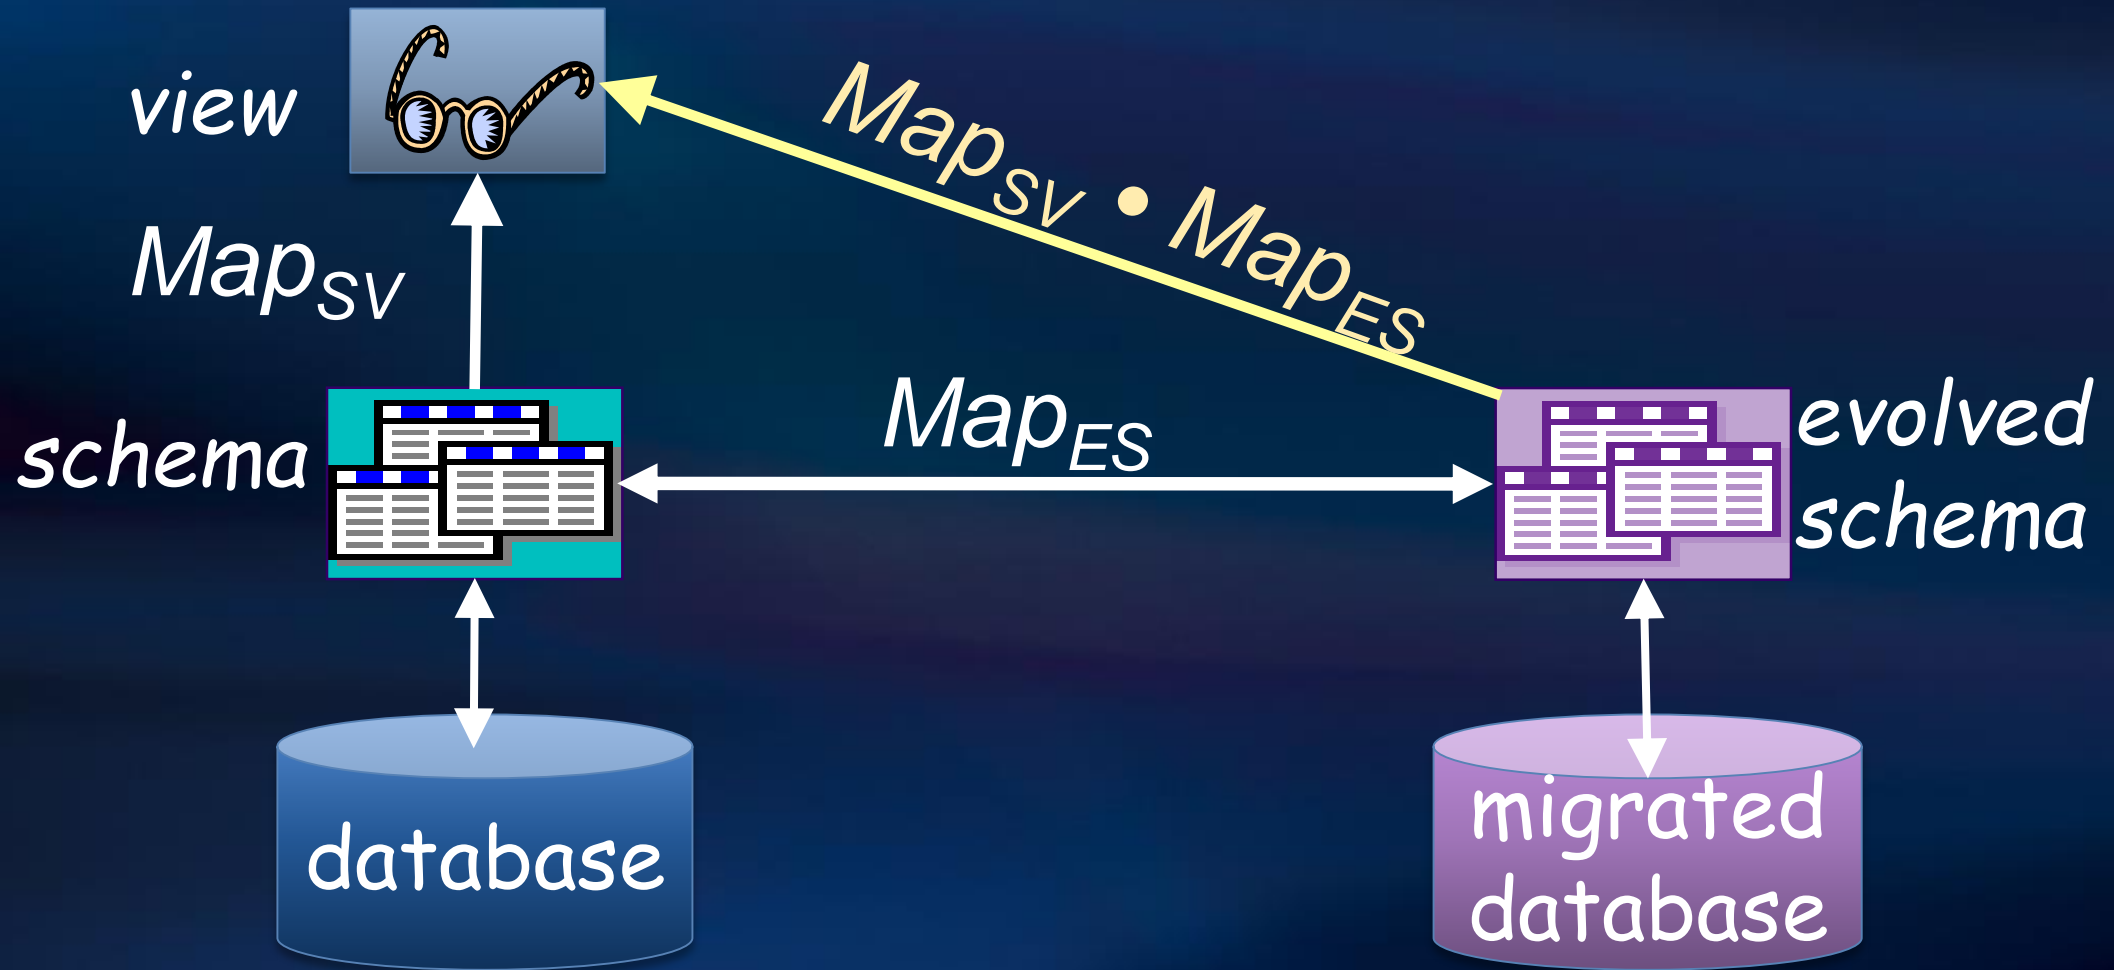 view
Map_SV • Map_ES
Map_SV
schema
Map_ES
evolved
schema
database
migrated
database